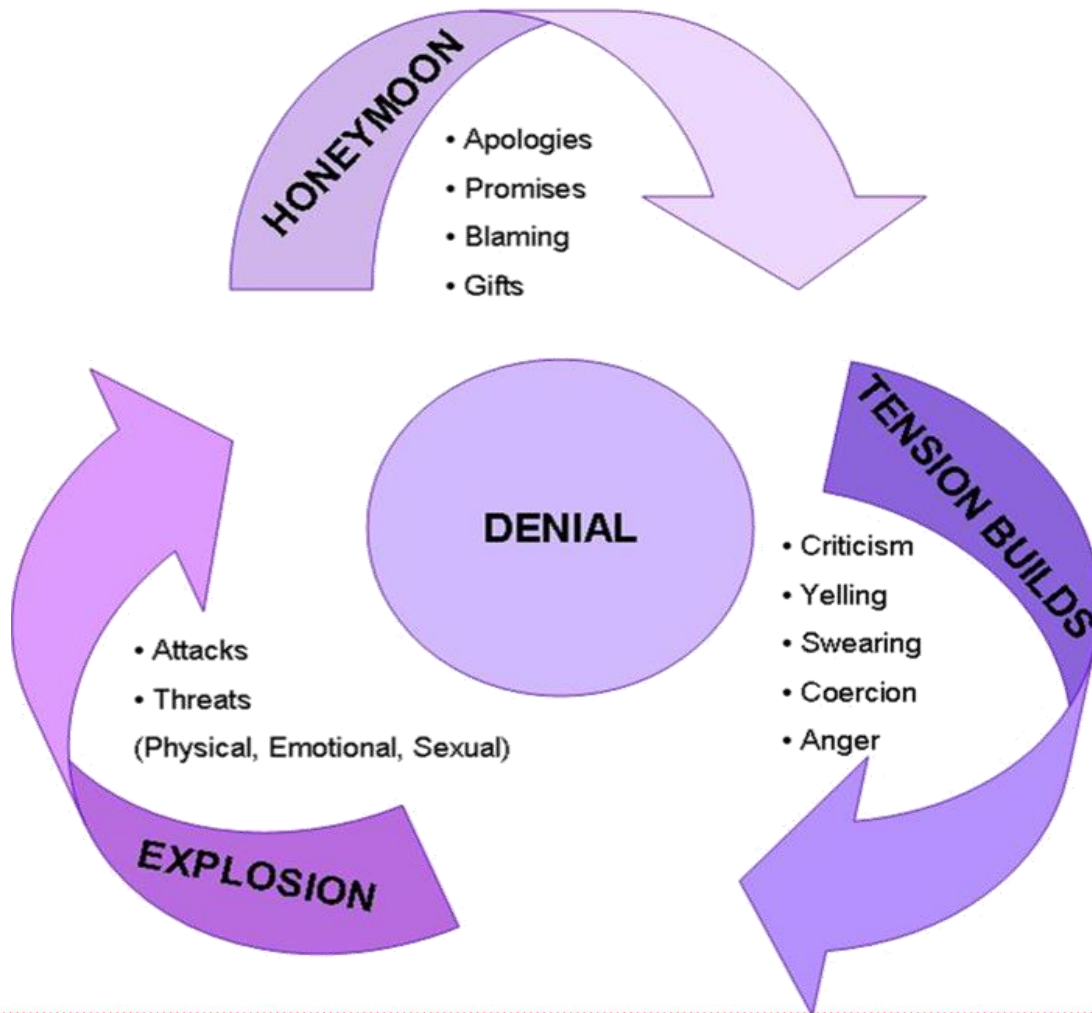 HONEYMOON
• Apologies
• Promises
• Blaming
• Gifts
TENSION BUILDS
• Criticism
• Yelling
• Swearing
• Coercion
• Anger
DENIAL
• Attacks
• Threats
(Physical, Emotional, Sexual)
EXPLOSION